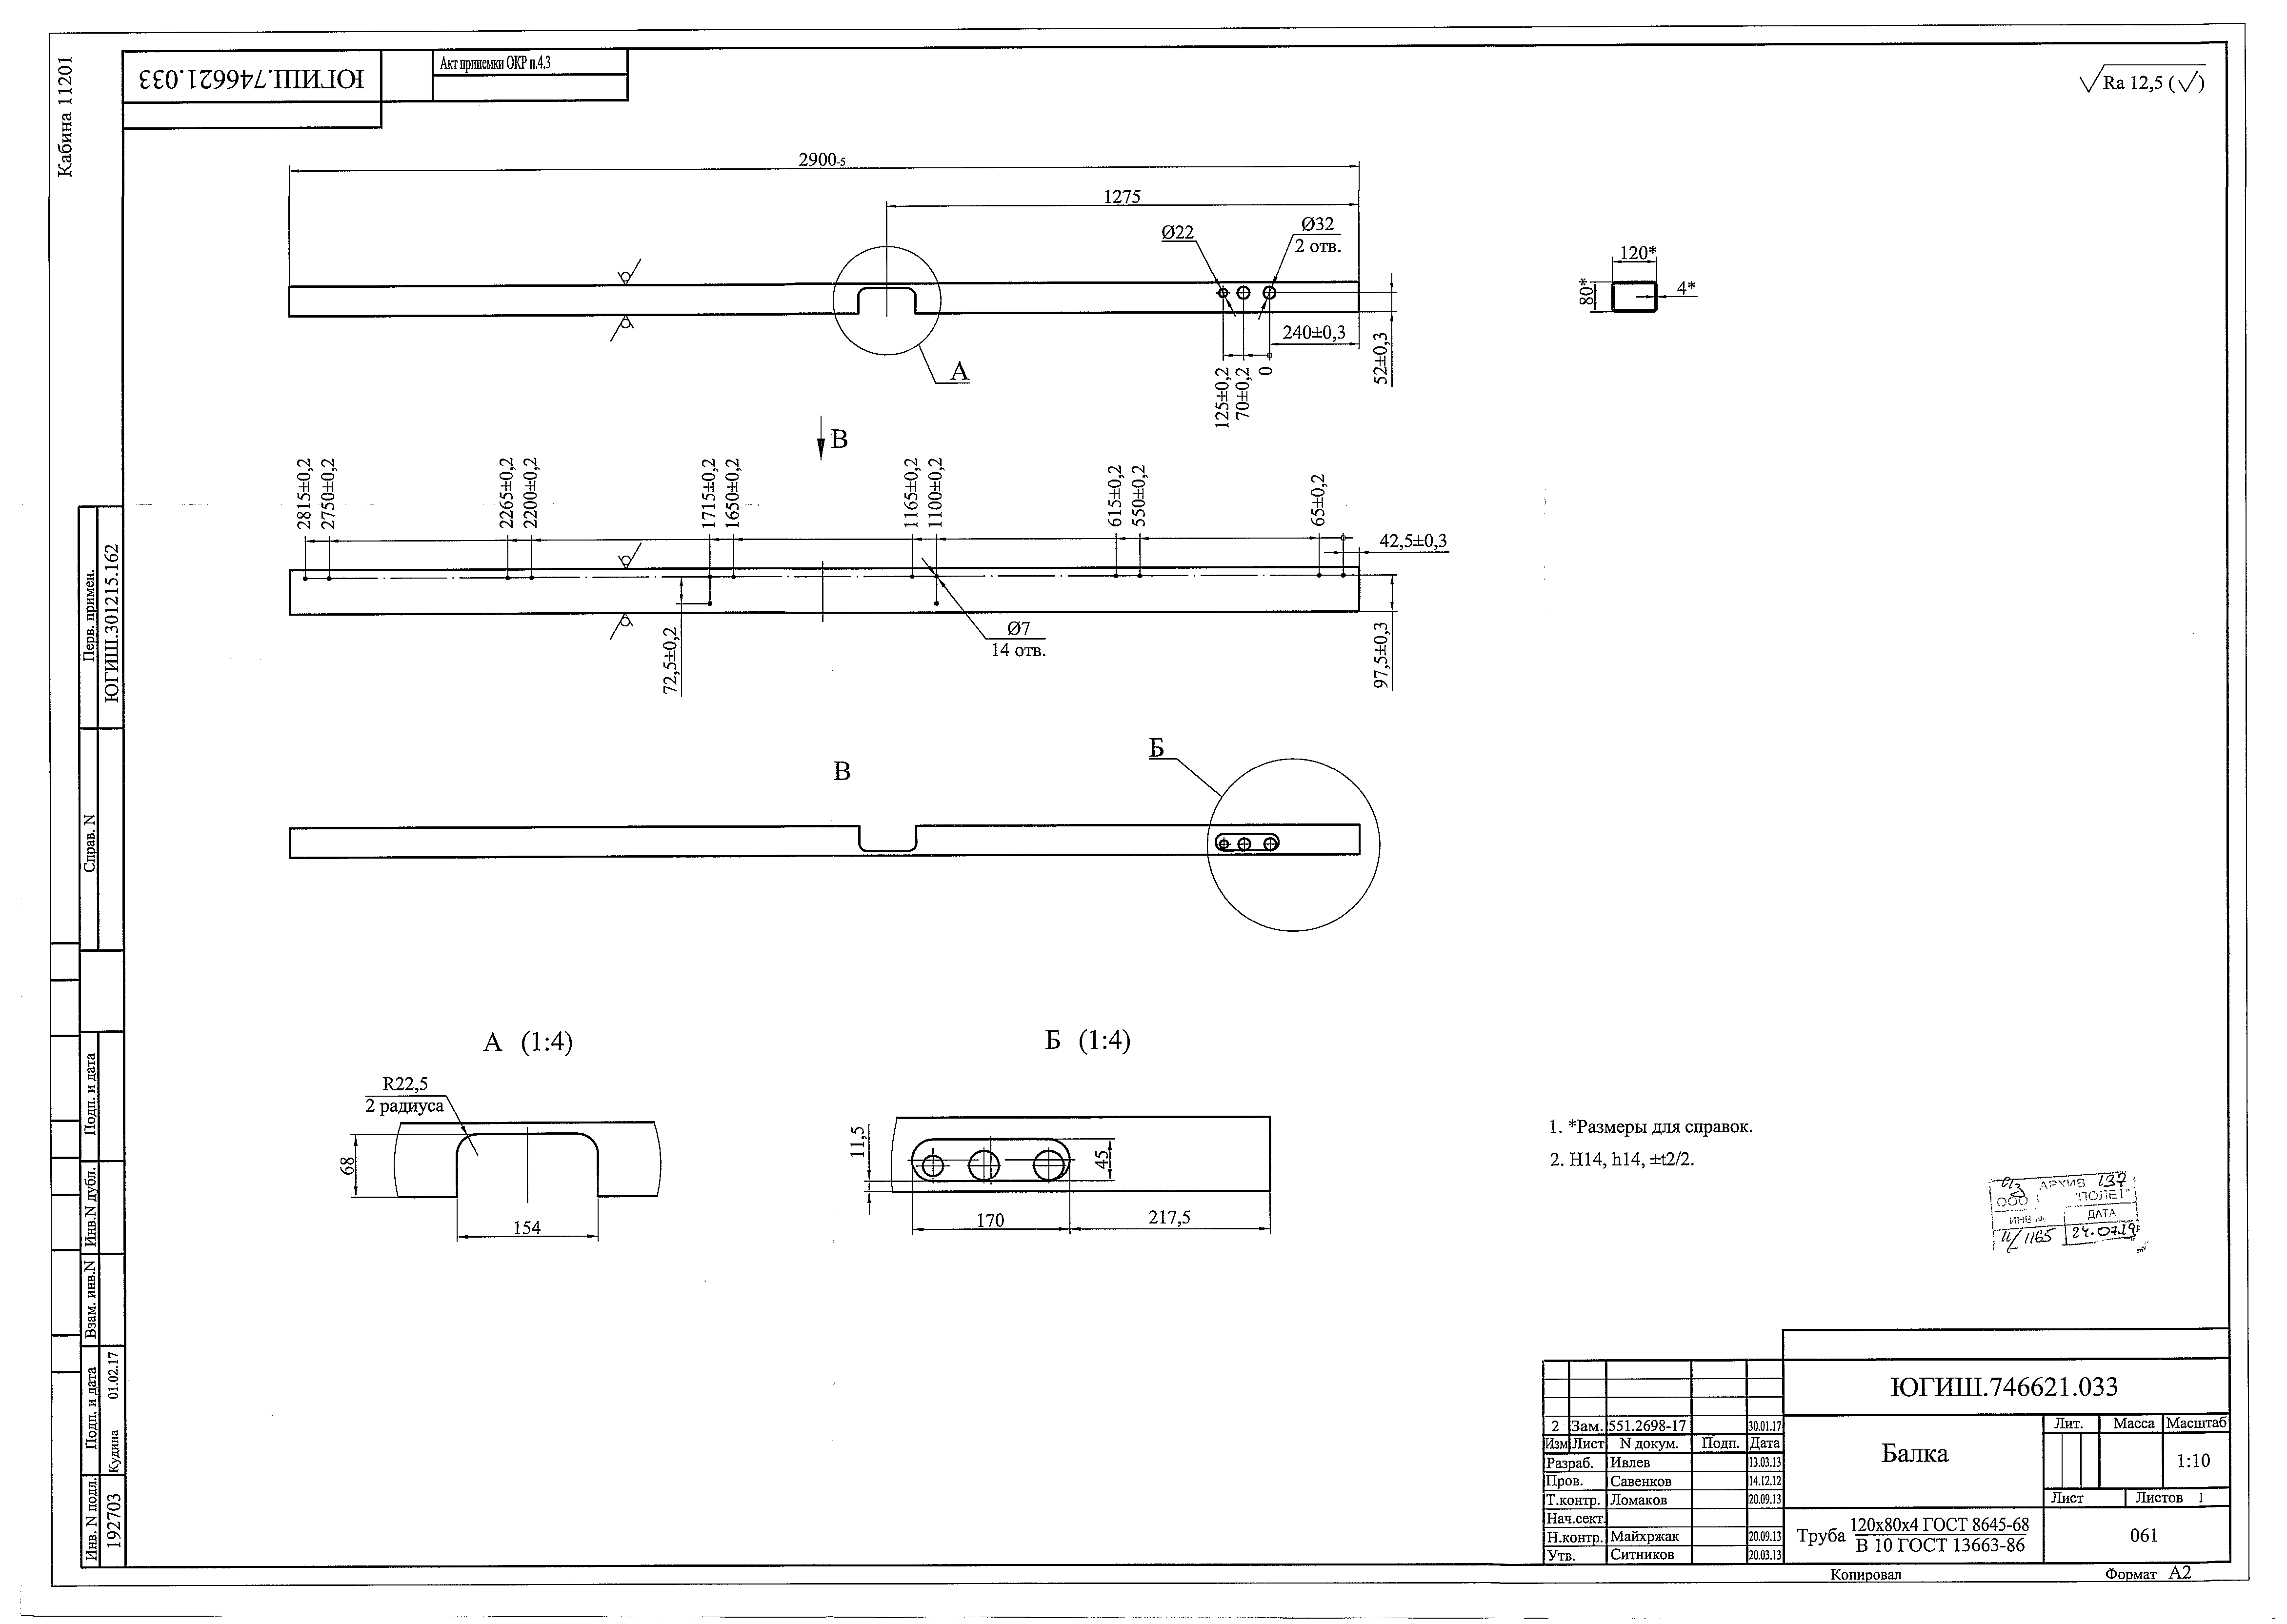 Кабина 11201
ЮГИШ.746621.033
Акт приемки ОКР п.4.3
Ra 12,5 (√)
2900-5
1275
Ø22
Ø32
2 отв.
240±0,3
52±0,3
125±0,2
70±0,2
0
А
120*
80*
4*
В
2815±0,2
2750±0,2
2265±0,2
2200±0,2
1715±0,2
1650±0,2
1165±0,2
1100±0,2
615±0,2
550±0,2
65±0,2
42,5±0,3
72,5±0,2
Ø7
14 отв.
97,5±0,3
В
Б
А (1:4)
R22,5
2 радиуса
68
154
Б (1:4)
11,5
45
170
217,5
1. *Размеры для справок.
2. Н14, h14, ±t2/2.
АРХИВ 137
ООО "ПОЛЕТ"
ИНВ № ДАТА
11/1165 24.07.19
Перв. примен.
ЮГИШ.301215.162
Справ. N
Подп. и дата
Инв.N дубл.
Взам. инв.N
Подп. и дата
Кудина 01.02.17
Инв. N подл.
192703
2 Зам. 551.2698-17 30.01.17
Изм Лист N докум. Подп. Дата
Разраб. Ивлев 13.03.13
Пров. Савенков 14.12.12
Т.контр. Ломаков 20.09.13
Нач.сект.
Н.контр. Майхржак 20.09.13
Утв. Ситников 20.03.13
ЮГИШ.746621.033
Балка
Лит. Масса Масштаб
1:10
Лист Листов 1
Труба 120х80х4 ГОСТ 8645-68
В 10 ГОСТ 13663-86
061
Копировал Формат А2